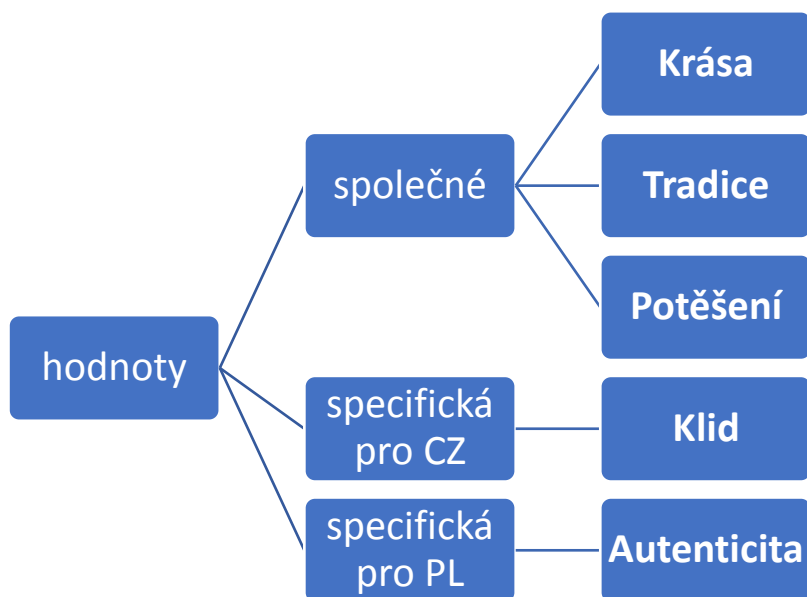 hodnoty
společné
Krása
Tradice
Potěšení
specifická
pro CZ
Klid
specifická
pro PL
Autenticita